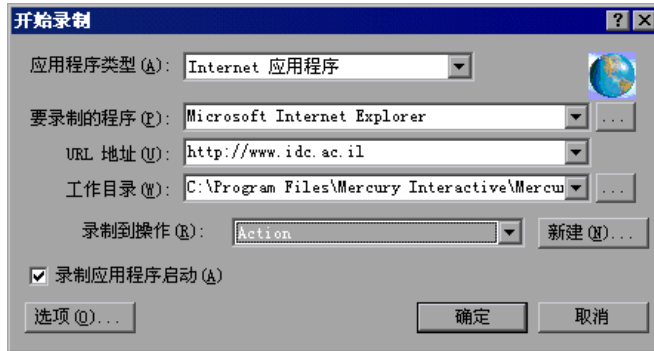 开始录制
应用程序类型(A): Internet 应用程序
要录制的程序(P): Microsoft Internet Explorer ...
URL 地址(U): http://www.idc.ac.il
工作目录(W): C:\Program Files\Mercury Interactive\Mercu ...
录制到操作(R): Action 新建(N)...
录制应用程序启动(A)
选项(O)... 确定 取消